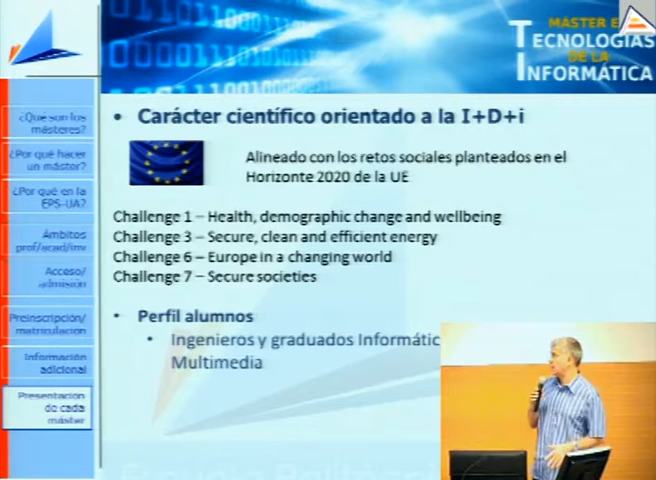 MÁSTER E
TECNOLOGÍAS
DE LA
INFORMÁTICA
¿Qué son los
másteres?
¿Por qué hacer
un máster?
¿Por qué en la
EPS-UA?
Ámbitos
prof/acad/inv
Acceso/
admisión
Preinscripción/
matriculación
Información
adicional
Presentación
de cada
máster
• Carácter científico orientado a la I+D+i
Alineado con los retos sociales planteados en el
Horizonte 2020 de la UE
Challenge 1 – Health, demographic change and wellbeing
Challenge 3 – Secure, clean and efficient energy
Challenge 6 – Europe in a changing world
Challenge 7 – Secure societies
• Perfil alumnos
• Ingenieros y graduados Informátic
Multimedia